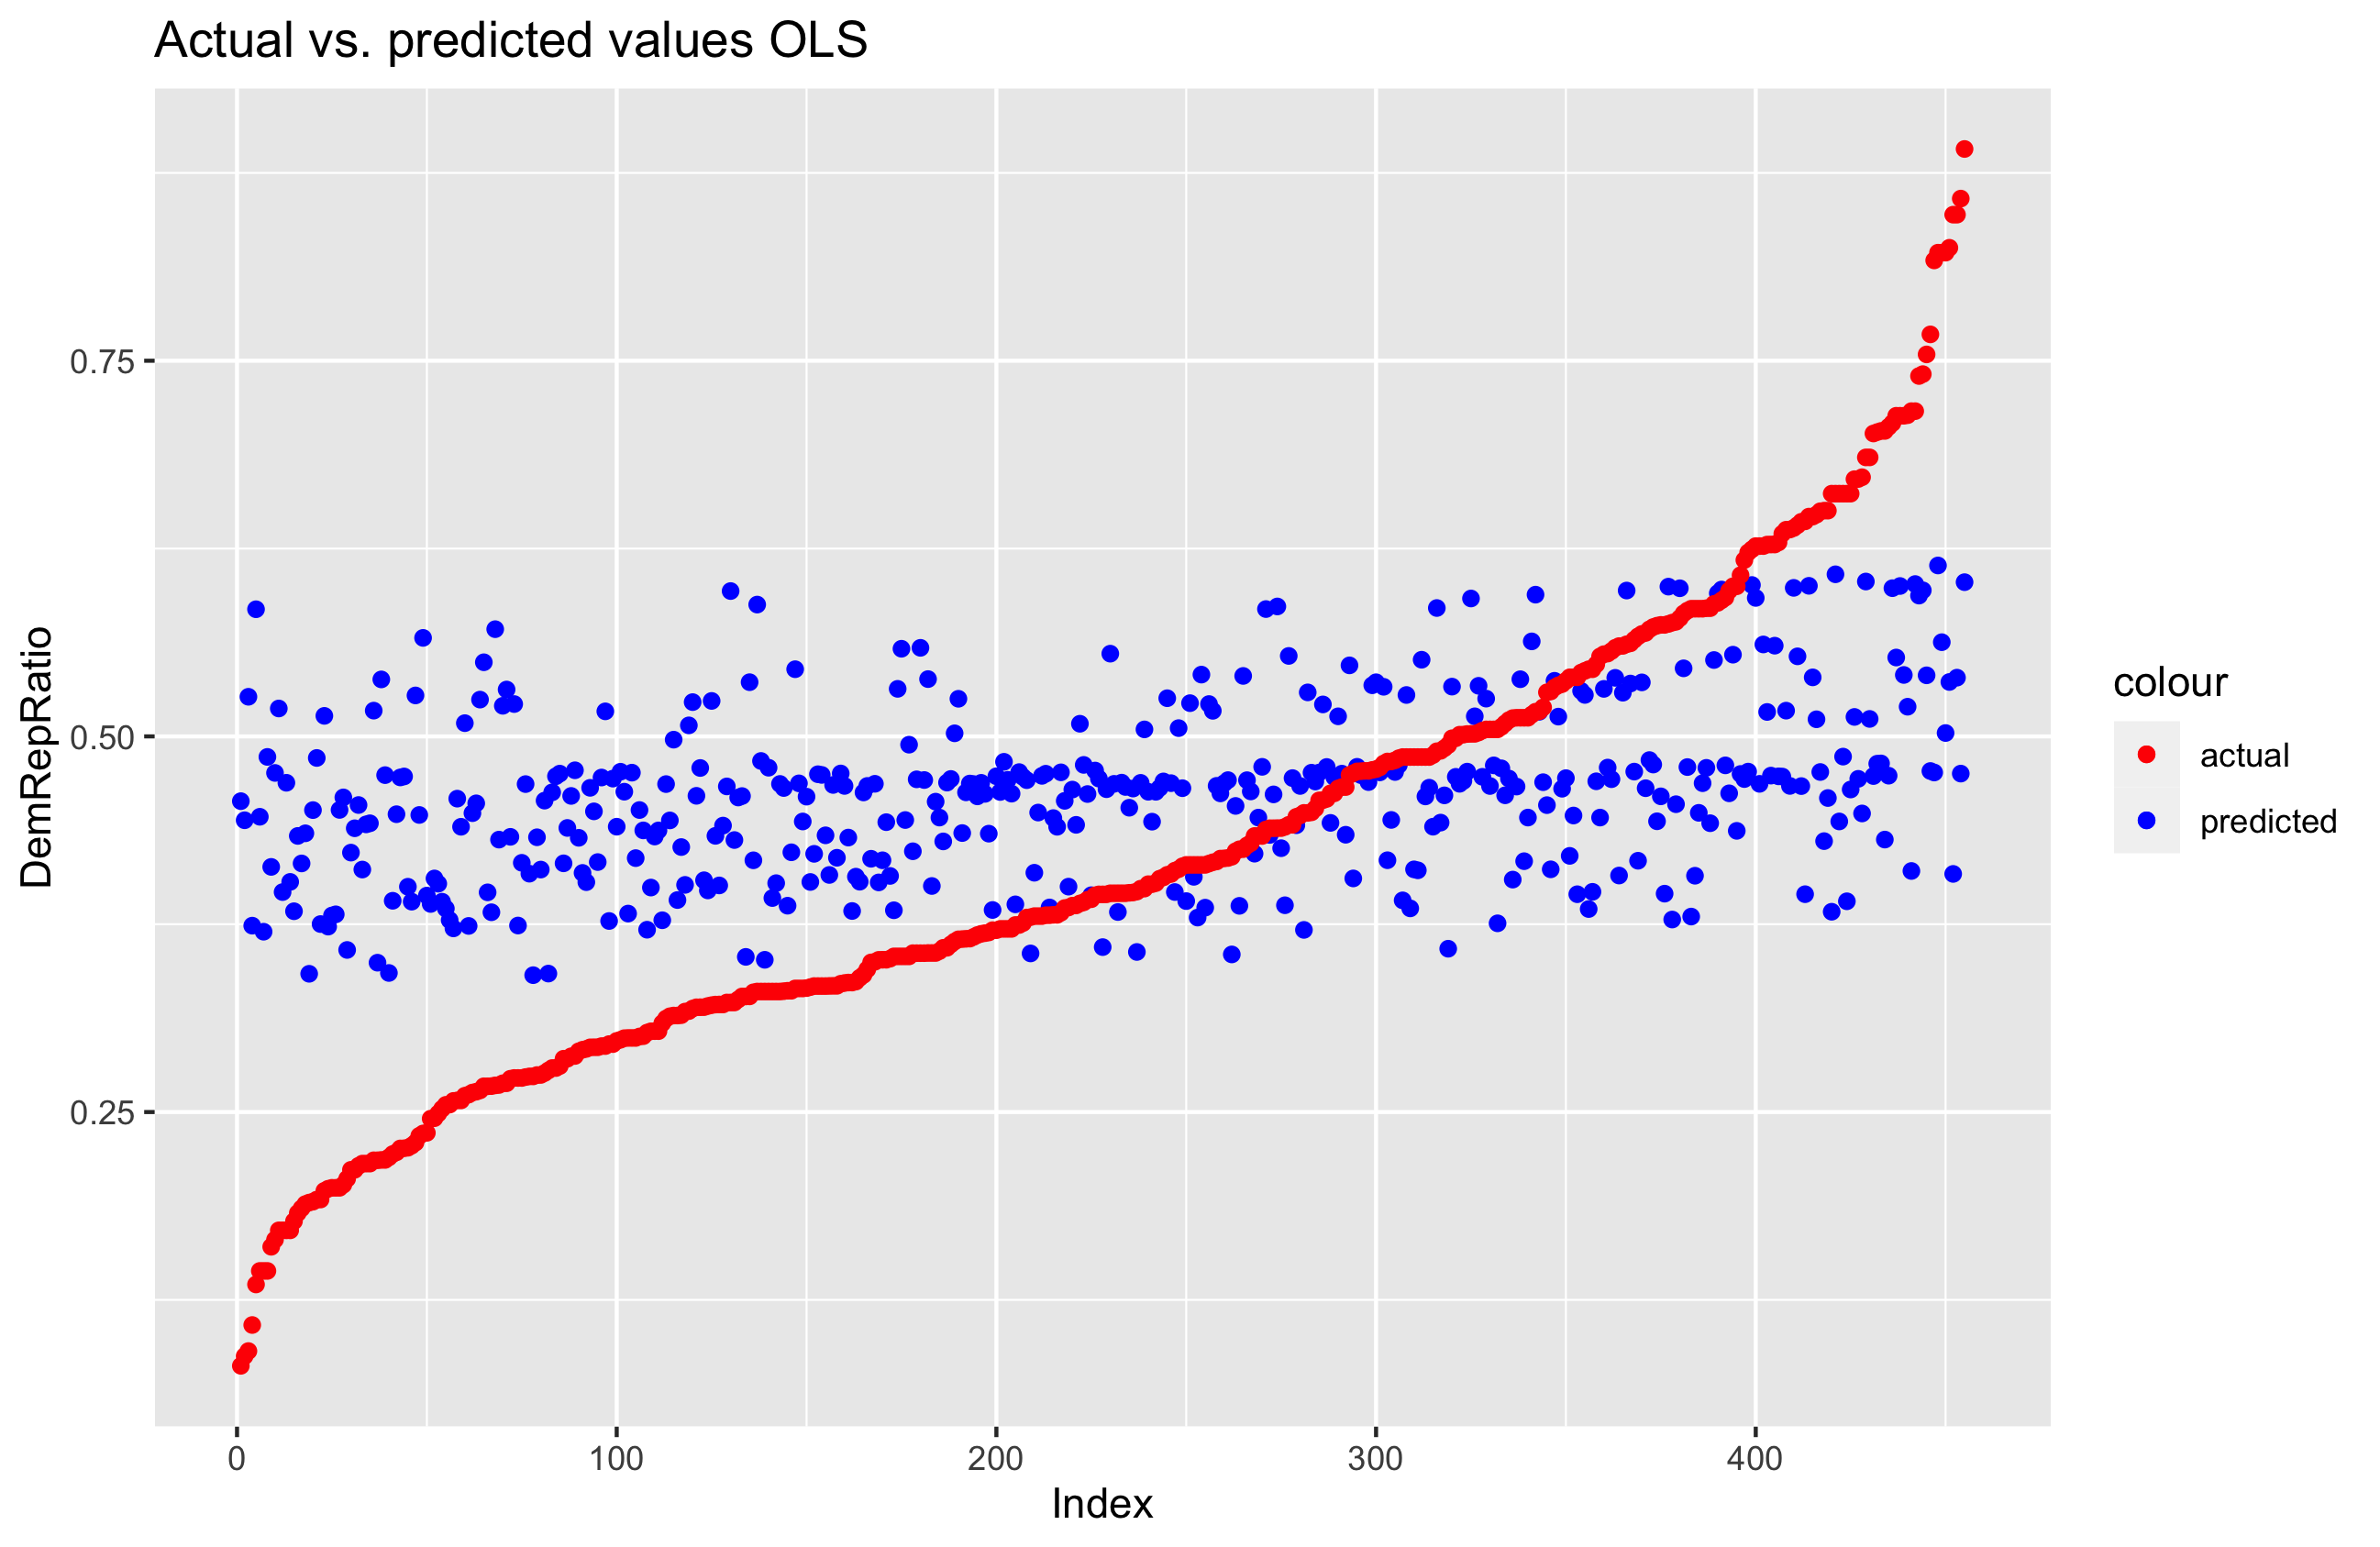 Actual vs. predicted values OLS
DemRepRatio
0.75
0.50
0.25
0
100
200
300
400
Index
colour
actual
predicted